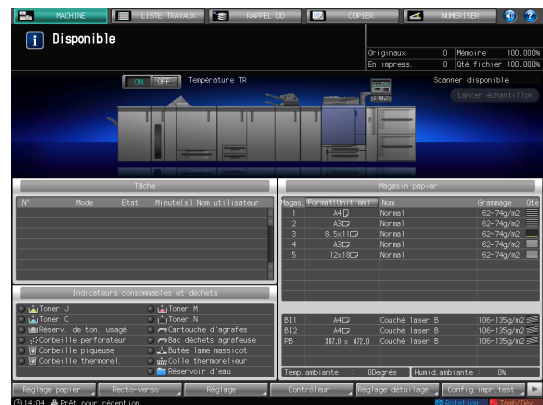 MACHINE LISTE TRAVAUX RAPPEL DD COPIER NUMERISER
Disponible
Originaux 0 Mémoire 100.000%
En impress. 0 Qté fichier 100.000%
ON OFF Température TR Scanner disponible
Lancer échantillon
Tâche
N° Mode Etat Minute(s) Nom utilisateur
Magasin papier
Magas. Format(Unit:mm) Nom Grammage Qte
1 A4 Normal 62-74g/m2
2 A3 Normal 62-74g/m2
3 8.5x11 Normal 62-74g/m2
4 A3 Normal 62-74g/m2
5 12x18 Normal 62-74g/m2
BI1 A4 Couché laser B 106-135g/m2
BI2 A4 Couché laser B 106-135g/m2
PB 307,0 x 472,0 Couché laser B 106-135g/m2
Indicateurs consommables et déchets
Toner J Toner M
Toner C Toner N
Réserv. de ton. usagé Cartouche d'agrafes
Corbeille perforateur Bac déchets agrafeuse
Corbeille piqueuse Butée lame massicot
Corbeille thermorel. Colle thermorelieur
Réservoir d'eau
Temp.ambiante : 0Degrés Humid.ambiante : 0%
Réglage papier Recto-verso Réglage Contrôleur Réglage détuilage Config.impr.test
14:04 Prêt pour réception Rotation Tamb/Dév